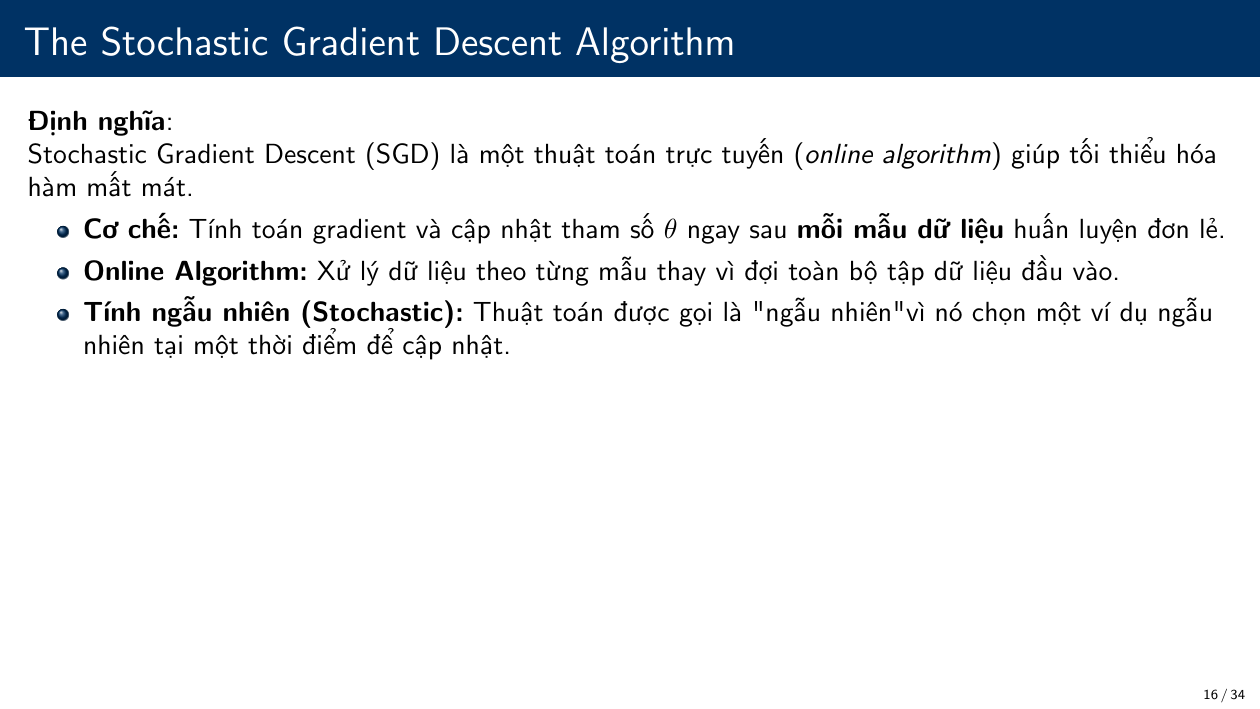 The Stochastic Gradient Descent Algorithm
Định nghĩa:
Stochastic Gradient Descent (SGD) là một thuật toán trực tuyến (online algorithm) giúp tối thiểu hóa
hàm mất mát.
Cơ chế: Tính toán gradient và cập nhật tham số θ ngay sau mỗi mẫu dữ liệu huấn luyện đơn lẻ.
Online Algorithm: Xử lý dữ liệu theo từng mẫu thay vì đợi toàn bộ tập dữ liệu đầu vào.
Tính ngẫu nhiên (Stochastic): Thuật toán được gọi là "ngẫu nhiên"vì nó chọn một ví dụ ngẫu
nhiên tại một thời điểm để cập nhật.
16 / 34